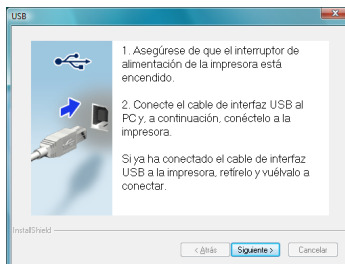 USB
1. Asegúrese de que el interruptor de
alimentación de la impresora está
encendido.
2. Conecte el cable de interfaz USB al
PC y, a continuación, conéctelo a la
impresora.
Si ya ha conectado el cable de interfaz
USB a la impresora, retírelo y vuélvalo a
conectar.
InstallShield
< Atrás
Siguiente >
Cancelar